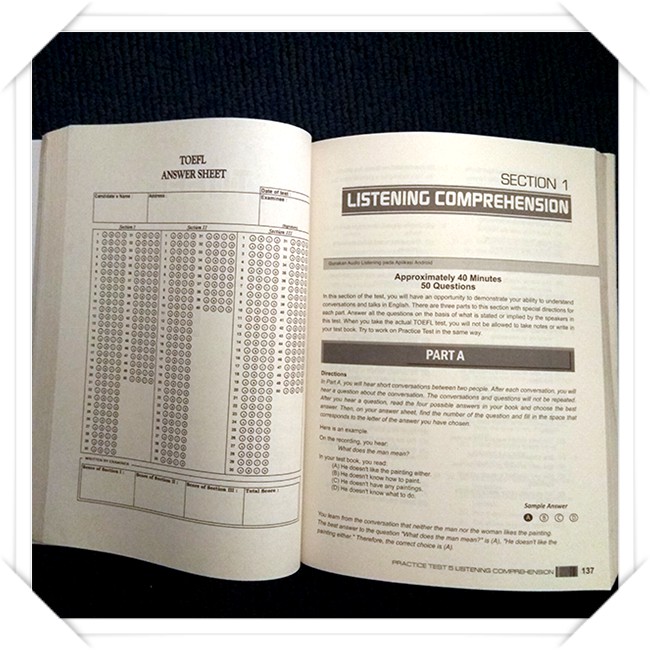 TOEFL
ANSWER SHEET
Candidate's Name :
Address :
Date of test :
Examinee
Section I
Section II
Section III
Score of Section I :
Score of Section II :
Score of Section III :
Total Score :
SECTION 1
LISTENING COMPREHENSION
Gunakan Audio Listening pada Aplikasi Android
Approximately 40 Minutes
50 Questions
In this section of the test, you will have an opportunity to demonstrate your ability to understand
conversations and talks in English. There are three parts to this section with special directions for
each part. Answer all the questions on the basis of what is stated or implied by the speakers in
this test. When you take the actual TOEFL test, you will not be allowed to take notes or write in
your test book. Try to work on Practice Test in the same way.
PART A
Directions
In Part A, you will hear short conversations between two people. After each conversation, you will
hear a question about the conversation. The conversations and questions will not be repeated.
After you hear a question, read the four possible answers in your book and choose the best
answer. Then, on your answer sheet, find the number of the question and fill in the space that
corresponds to the letter of the answer you have chosen.
Here is an example.
On the recording, you hear:
What does the man mean?
In your test book, you read:
(A) He doesn't like the painting either.
(B) He doesn't know how to paint.
(C) He doesn't have any paintings.
(D) He doesn't know what to do.
Sample Answer
A B C D
You learn from the conversation that neither the man nor the woman likes the painting.
The best answer to the question "What does the man mean?" is (A), "He doesn't like the
painting either." Therefore, the correct choice is (A).
PRACTICE TEST 5 LISTENING COMPREHENSION 137